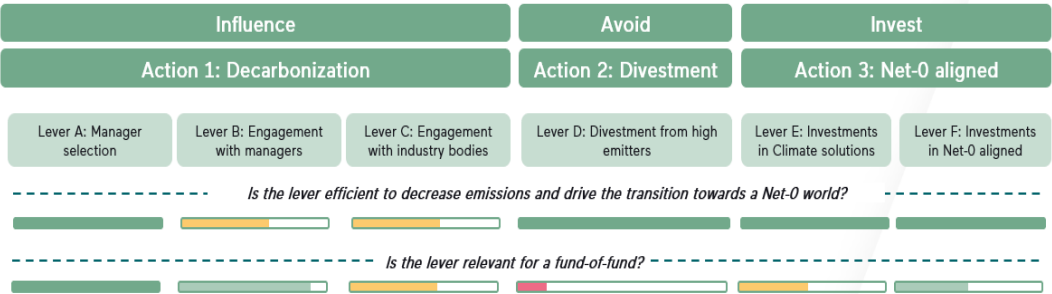 Influence
Avoid
Invest
Action 1: Decarbonization
Action 2: Divestment
Action 3: Net-0 aligned
Lever A: Manager
selection
Lever B: Engagement
with managers
Lever C: Engagement
with industry bodies
Lever D: Divestment from high
emitters
Lever E: Investments
in Climate solutions
Lever F: Investments
in Net-0 aligned
Is the lever efficient to decrease emissions and drive the transition towards a Net-0 world?
Is the lever relevant for a fund-of-fund?